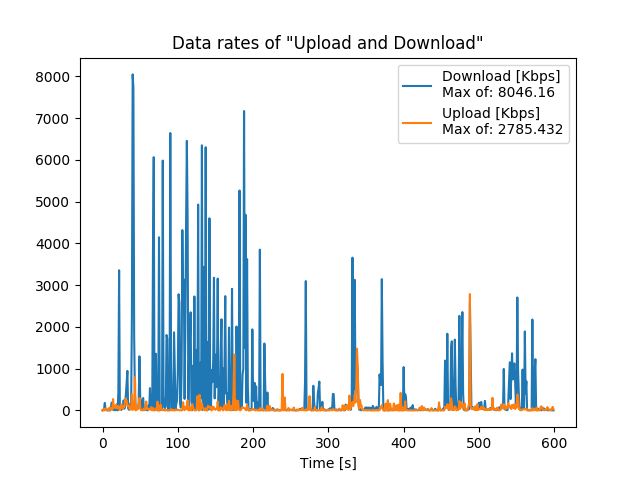 Data rates of "Upload and Download"
Download [Kbps]
Max of: 8046.16
Upload [Kbps]
Max of: 2785.432
8000
7000
6000
5000
4000
3000
2000
1000
0
0 100 200 300 400 500 600
Time [s]